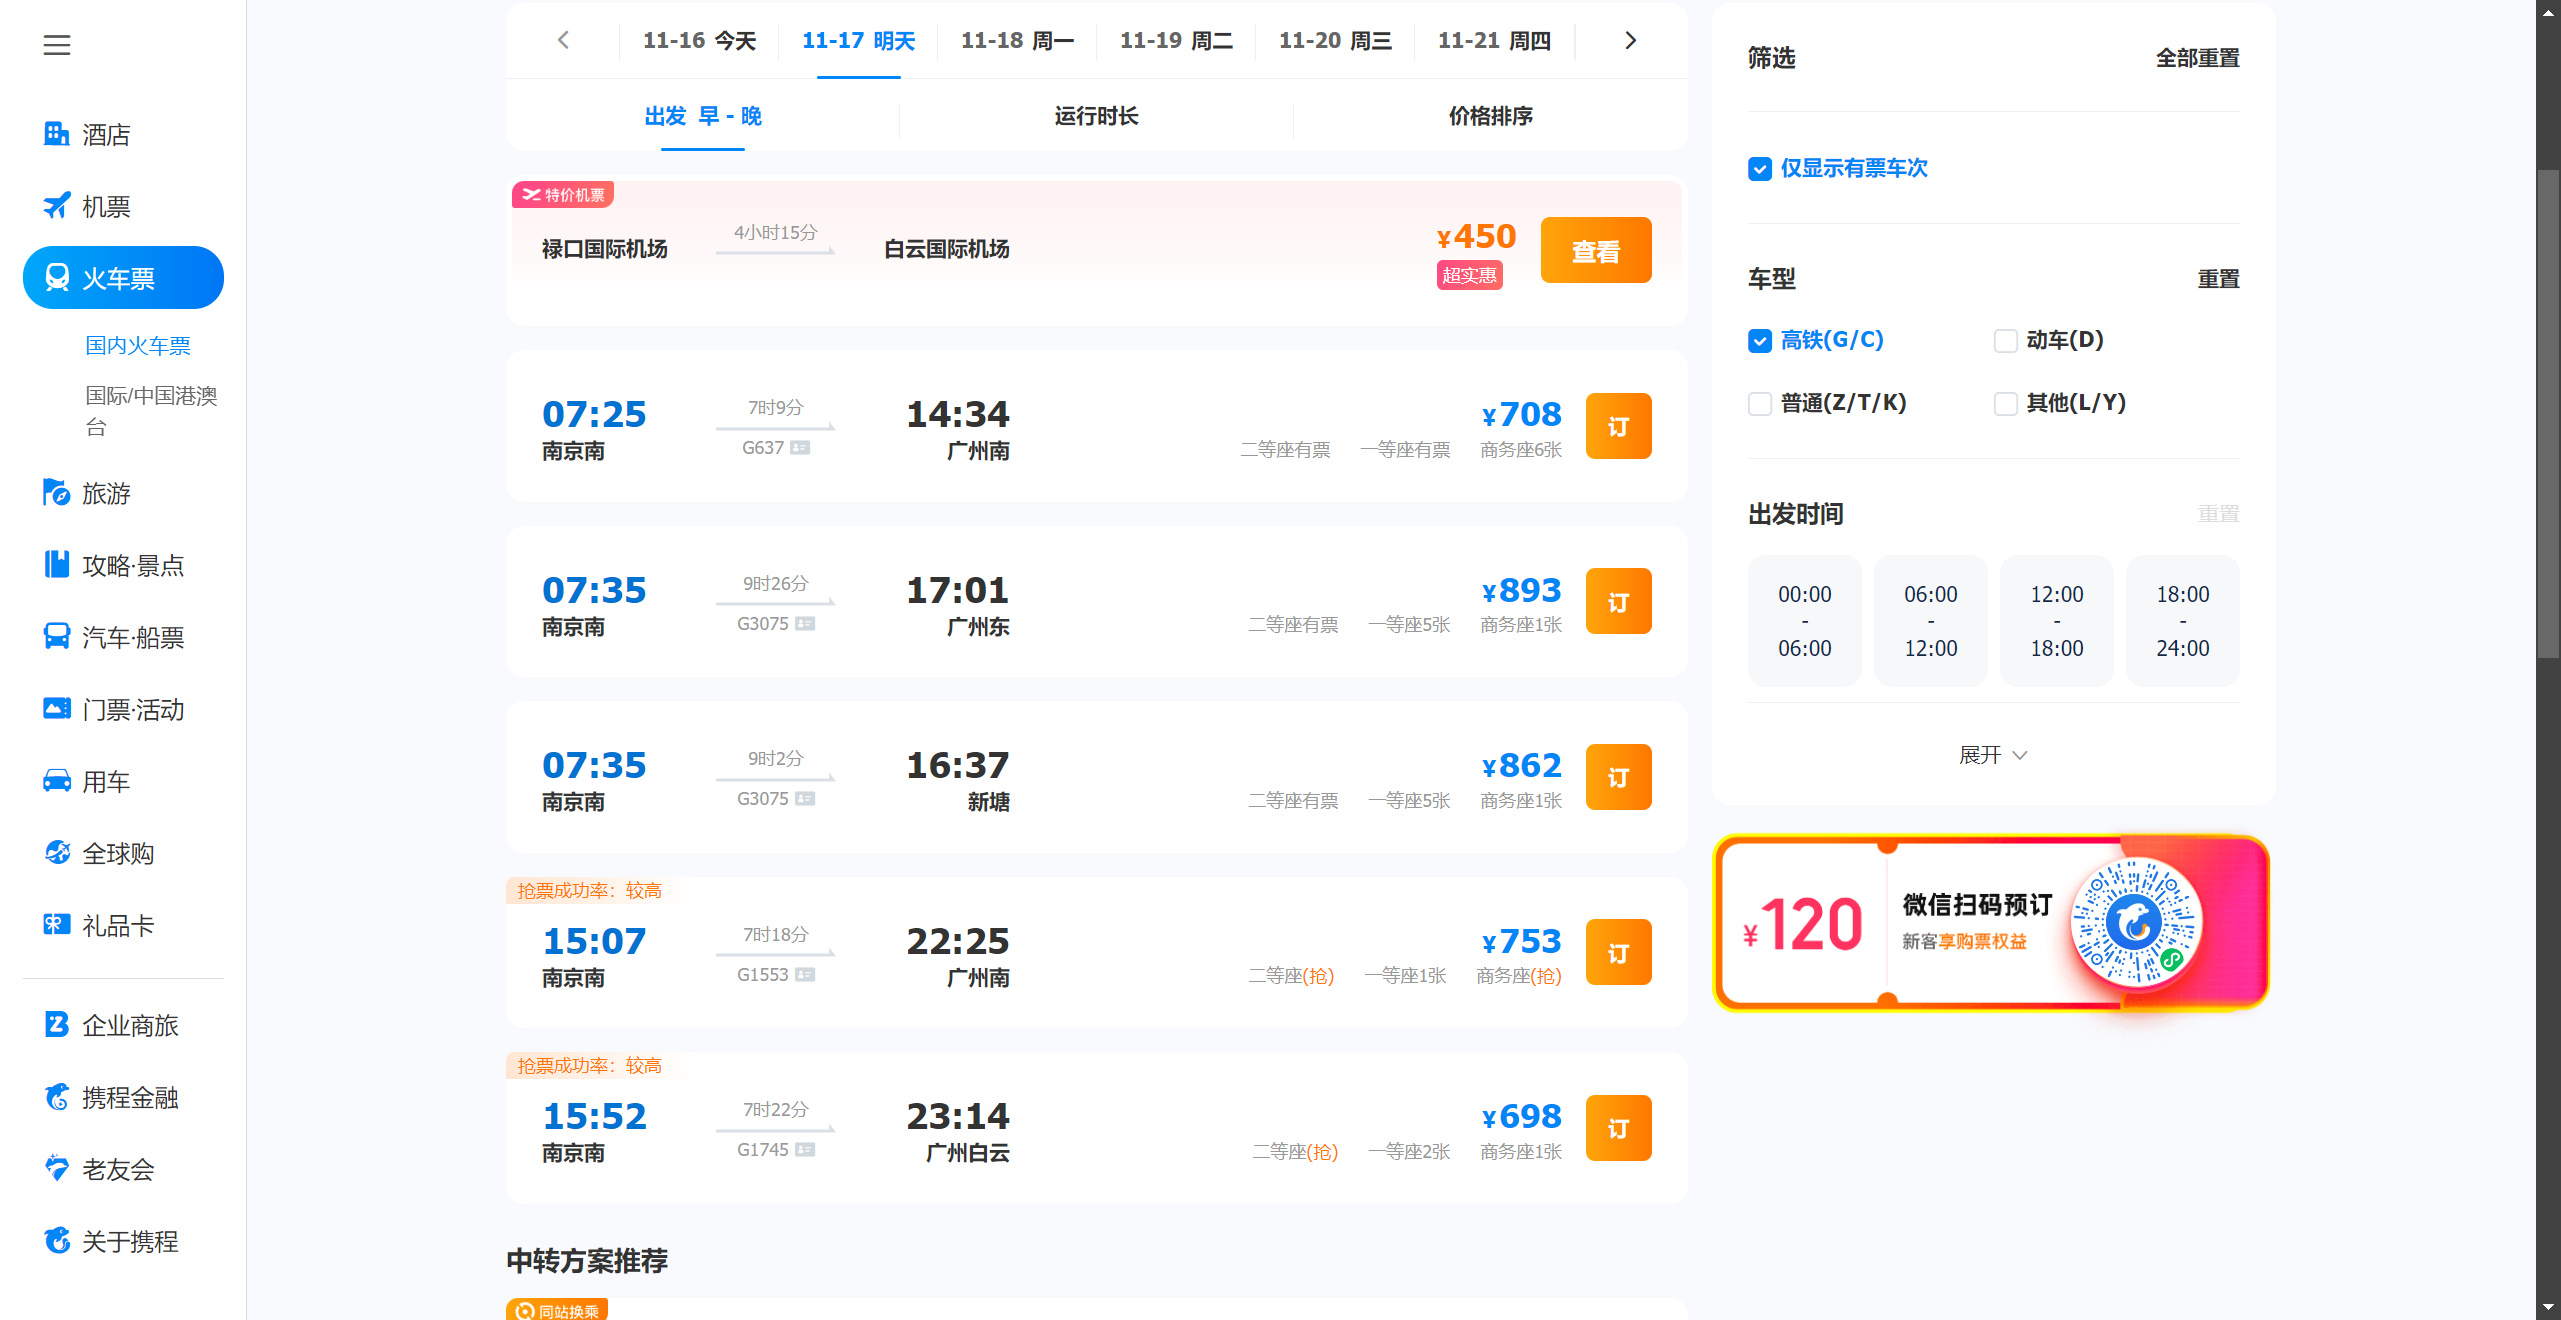 酒店
机票
火车票
国内火车票
国际/中国港澳
台
旅游
攻略·景点
汽车·船票
门票·活动
用车
全球购
礼品卡
企业商旅
携程金融
老友会
关于携程
11-16 今天
11-17 明天
11-18 周一
11-19 周二
11-20 周三
11-21 周四
出发 早 - 晚
运行时长
价格排序
特价机票
禄口国际机场
4小时15分
白云国际机场
¥450
超实惠
查看
07:25
7时9分
14:34
¥708
订
南京南
G637
广州南
二等座有票
一等座有票
商务座6张
07:35
9时26分
17:01
¥893
订
南京南
G3075
广州东
二等座有票
一等座5张
商务座1张
07:35
9时2分
16:37
¥862
订
南京南
G3075
新塘
二等座有票
一等座5张
商务座1张
抢票成功率：较高
15:07
7时18分
22:25
¥753
订
南京南
G1553
广州南
二等座(抢)
一等座1张
商务座(抢)
抢票成功率：较高
15:52
7时22分
23:14
¥698
订
南京南
G1745
广州白云
二等座(抢)
一等座2张
商务座1张
中转方案推荐
同站换乘
筛选
全部重置
仅显示有票车次
车型
重置
高铁(G/C)
动车(D)
普通(Z/T/K)
其他(L/Y)
出发时间
重置
00:00
-
06:00
06:00
-
12:00
12:00
-
18:00
18:00
-
24:00
展开
¥120
微信扫码预订
新客享购票权益